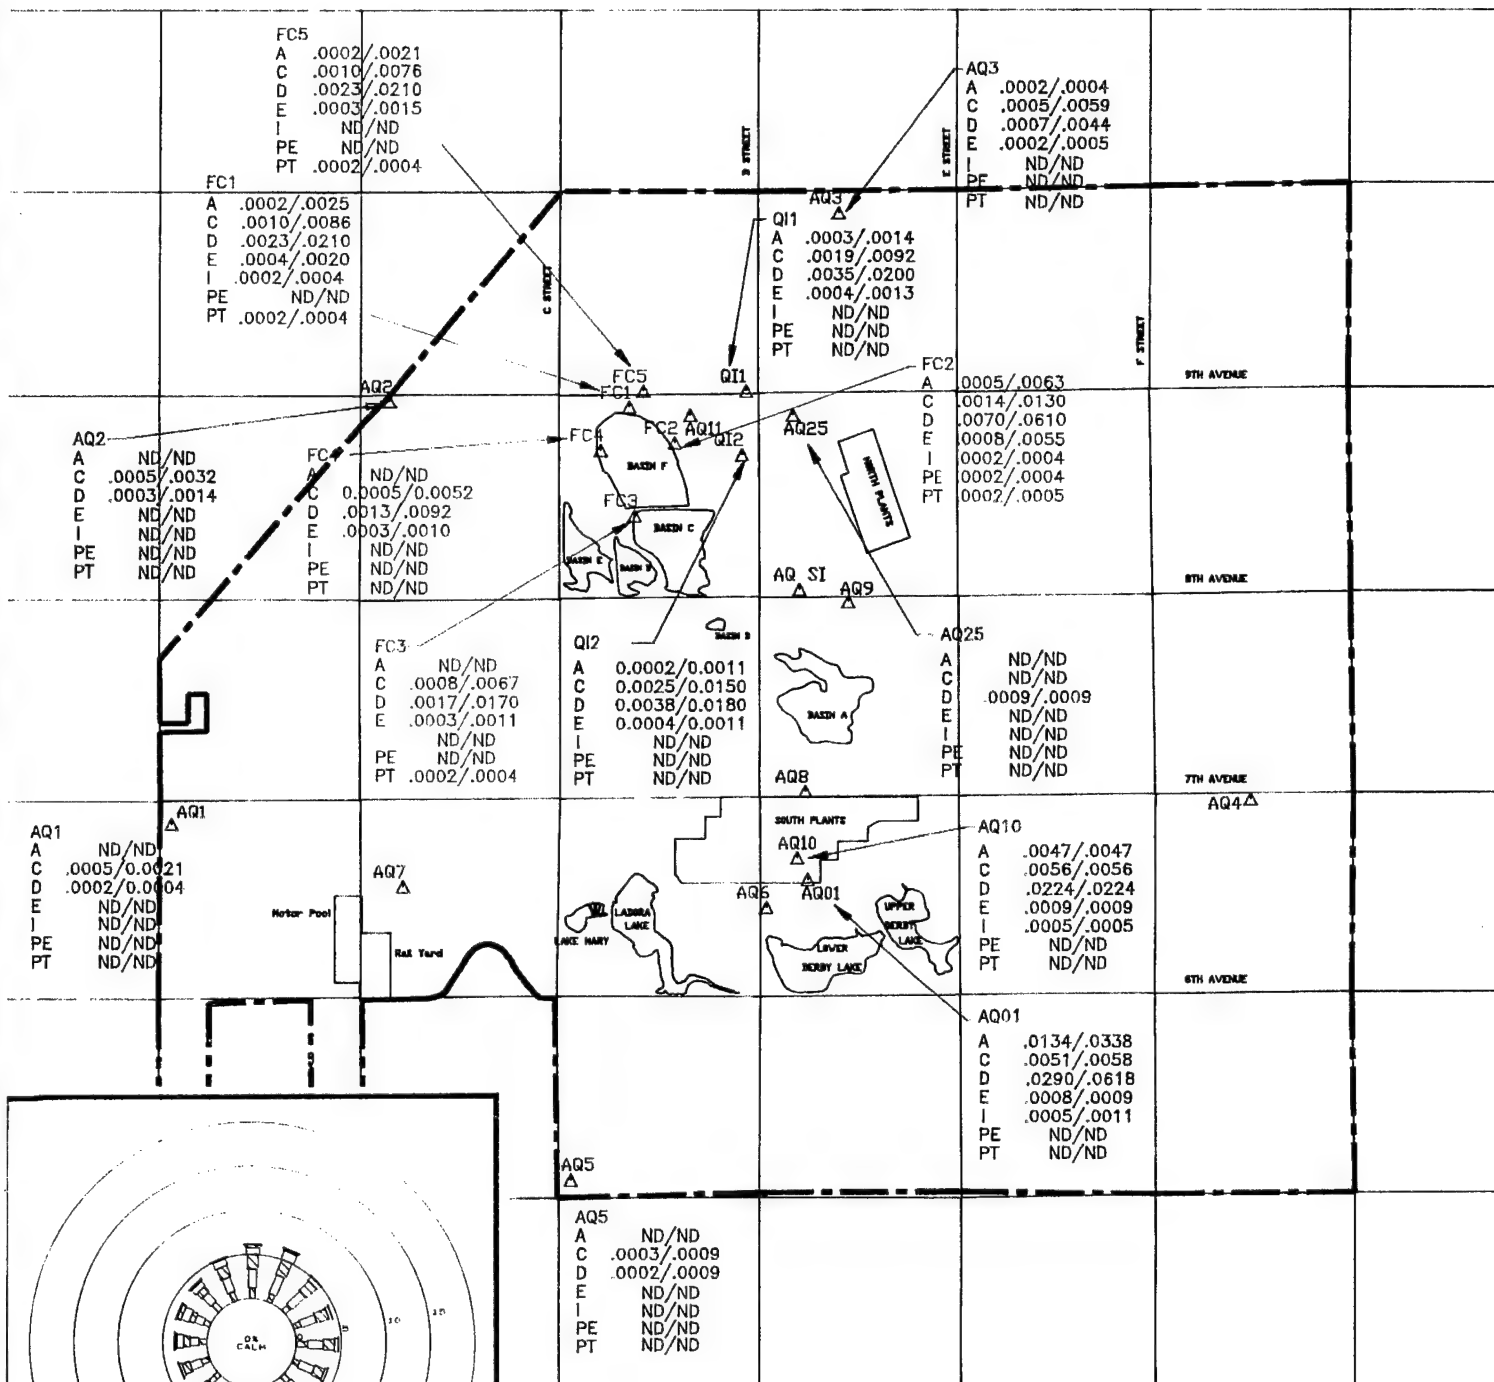 FC5
A .0002/.0021
C .0010/.0076
D .0023/.0210
E .0003/.0015
I ND/ND
PE ND/ND
PT .0002/.0004
AQ3
A .0002/.0004
C .0005/.0059
D .0007/.0044
E .0002/.0005
I ND/ND
PE ND/ND
PT ND/ND
D STREET
E STREET
FC1
A .0002/.0025
C .0010/.0086
D .0023/.0210
E .0004/.0020
I .0002/.0004
PE ND/ND
PT .0002/.0004
AQ3
QI1
A .0003/.0014
C .0019/.0092
D .0035/.0200
E .0004/.0013
I ND/ND
PE ND/ND
PT ND/ND
C STREET
F STREET
FC2
A .0005/.0063
C .0014/.0130
D .0070/.0610
E .0008/.0055
I .0002/.0004
PE .0002/.0004
PT .0002/.0005
9TH AVENUE
AQ2
FC5
FC1
QI1
FC4
FC2
AQ11
QI2
AQ25
BASIN F
NORTH PLANTS
AQ2
A ND/ND
C .0005/.0032
D .0003/.0014
E ND/ND
I ND/ND
PE ND/ND
PT ND/ND
FC4
A ND/ND
C 0.0005/0.0052
D .0013/.0092
E .0003/.0010
I ND/ND
PE ND/ND
PT ND/ND
FC3
BASIN C
BASIN E
BASIN D
AQ SI
AQ9
8TH AVENUE
BASIN B
FC3
A ND/ND
C .0008/.0067
D .0017/.0170
E .0003/.0011
ND/ND
PE ND/ND
PT .0002/.0004
QI2
A 0.0002/0.0011
C 0.0025/0.0150
D 0.0038/0.0180
E 0.0004/0.0011
I ND/ND
PE ND/ND
PT ND/ND
BASIN A
AQ25
A ND/ND
C ND/ND
D .0009/.0009
E ND/ND
I ND/ND
PE ND/ND
PT ND/ND
AQ8
7TH AVENUE
AQ4
AQ1
AQ1
A ND/ND
C .0005/0.0021
D .0002/0.0004
E ND/ND
I ND/ND
PE ND/ND
PT ND/ND
AQ7
Motor Pool
Rail Yard
SOUTH PLANTS
AQ10
AQ6
AQ01
LAKE MARY
LADORA LAKE
UPPER DERBY LAKE
LOWER DERBY LAKE
AQ10
A .0047/.0047
C .0056/.0056
D .0224/.0224
E .0009/.0009
I .0005/.0005
PE ND/ND
PT ND/ND
6TH AVENUE
AQ01
A .0134/.0338
C .0051/.0058
D .0290/.0618
E .0008/.0009
I .0005/.0011
PE ND/ND
PT ND/ND
AQ5
AQ5
A ND/ND
C .0003/.0009
D .0002/.0009
E ND/ND
I ND/ND
PE ND/ND
PT ND/ND
0%
CALM
5
10
15